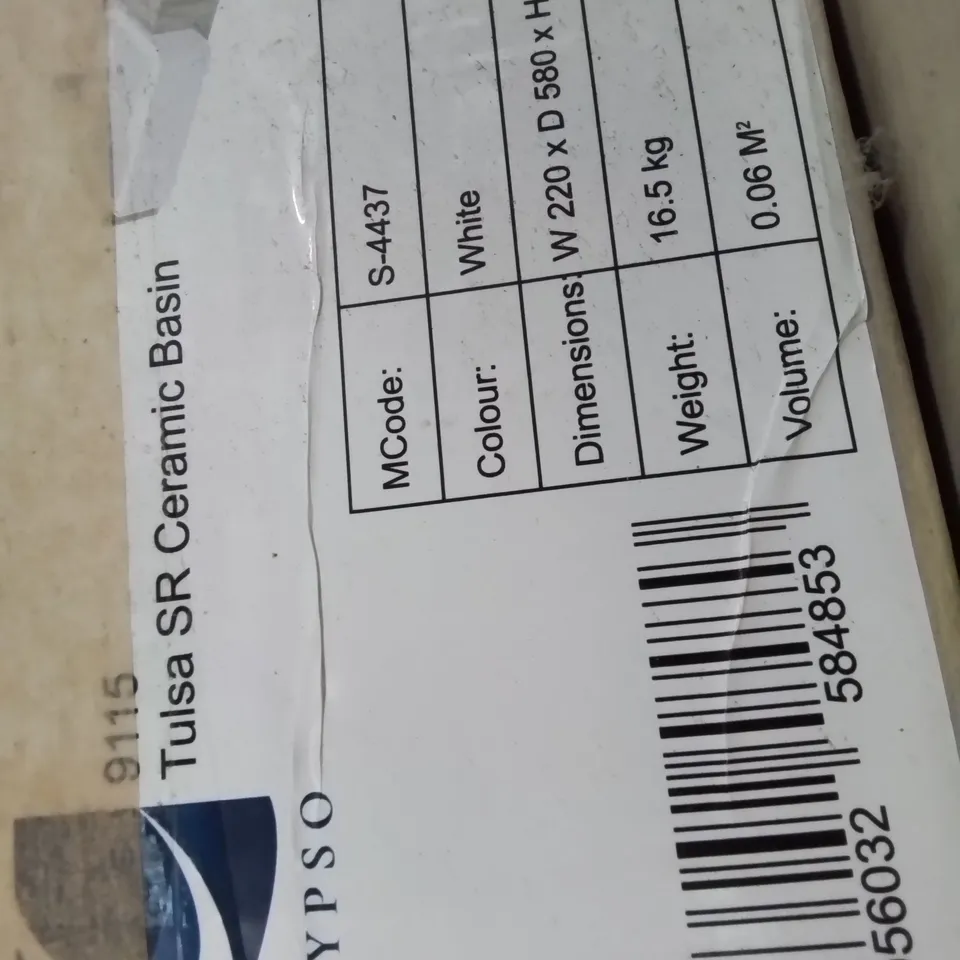 9115
Tulsa SR Ceramic Basin
YPSO
MCode: S-4437
Colour: White
Dimensions: W 220 x D 580 x H
Weight: 16.5 kg
Volume: 0.06 M²
56032 584853